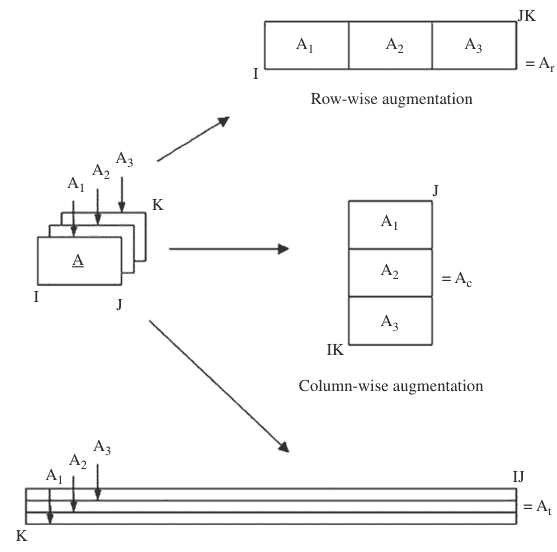 JK
A₁ A₂ A₃
I
= Aᵣ
Row-wise augmentation
A₁ A₂ A₃
K
A
I
J
J
A₁
A₂
= A꜀
A₃
IK
Column-wise augmentation
A₁ A₂ A₃
IJ
= Aₜ
K